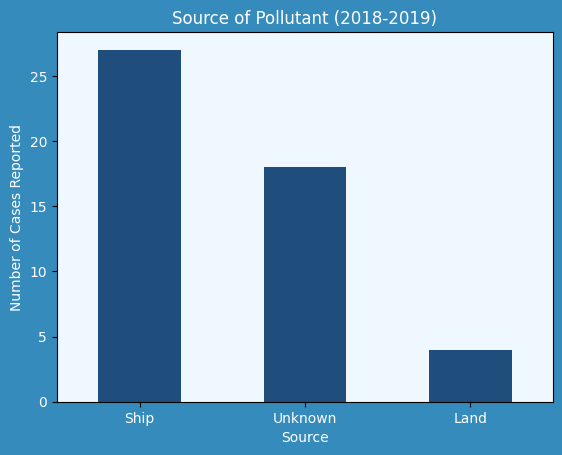 Source of Pollutant (2018-2019)
Number of Cases Reported
25
20
15
10
5
0
Ship
Unknown
Land
Source